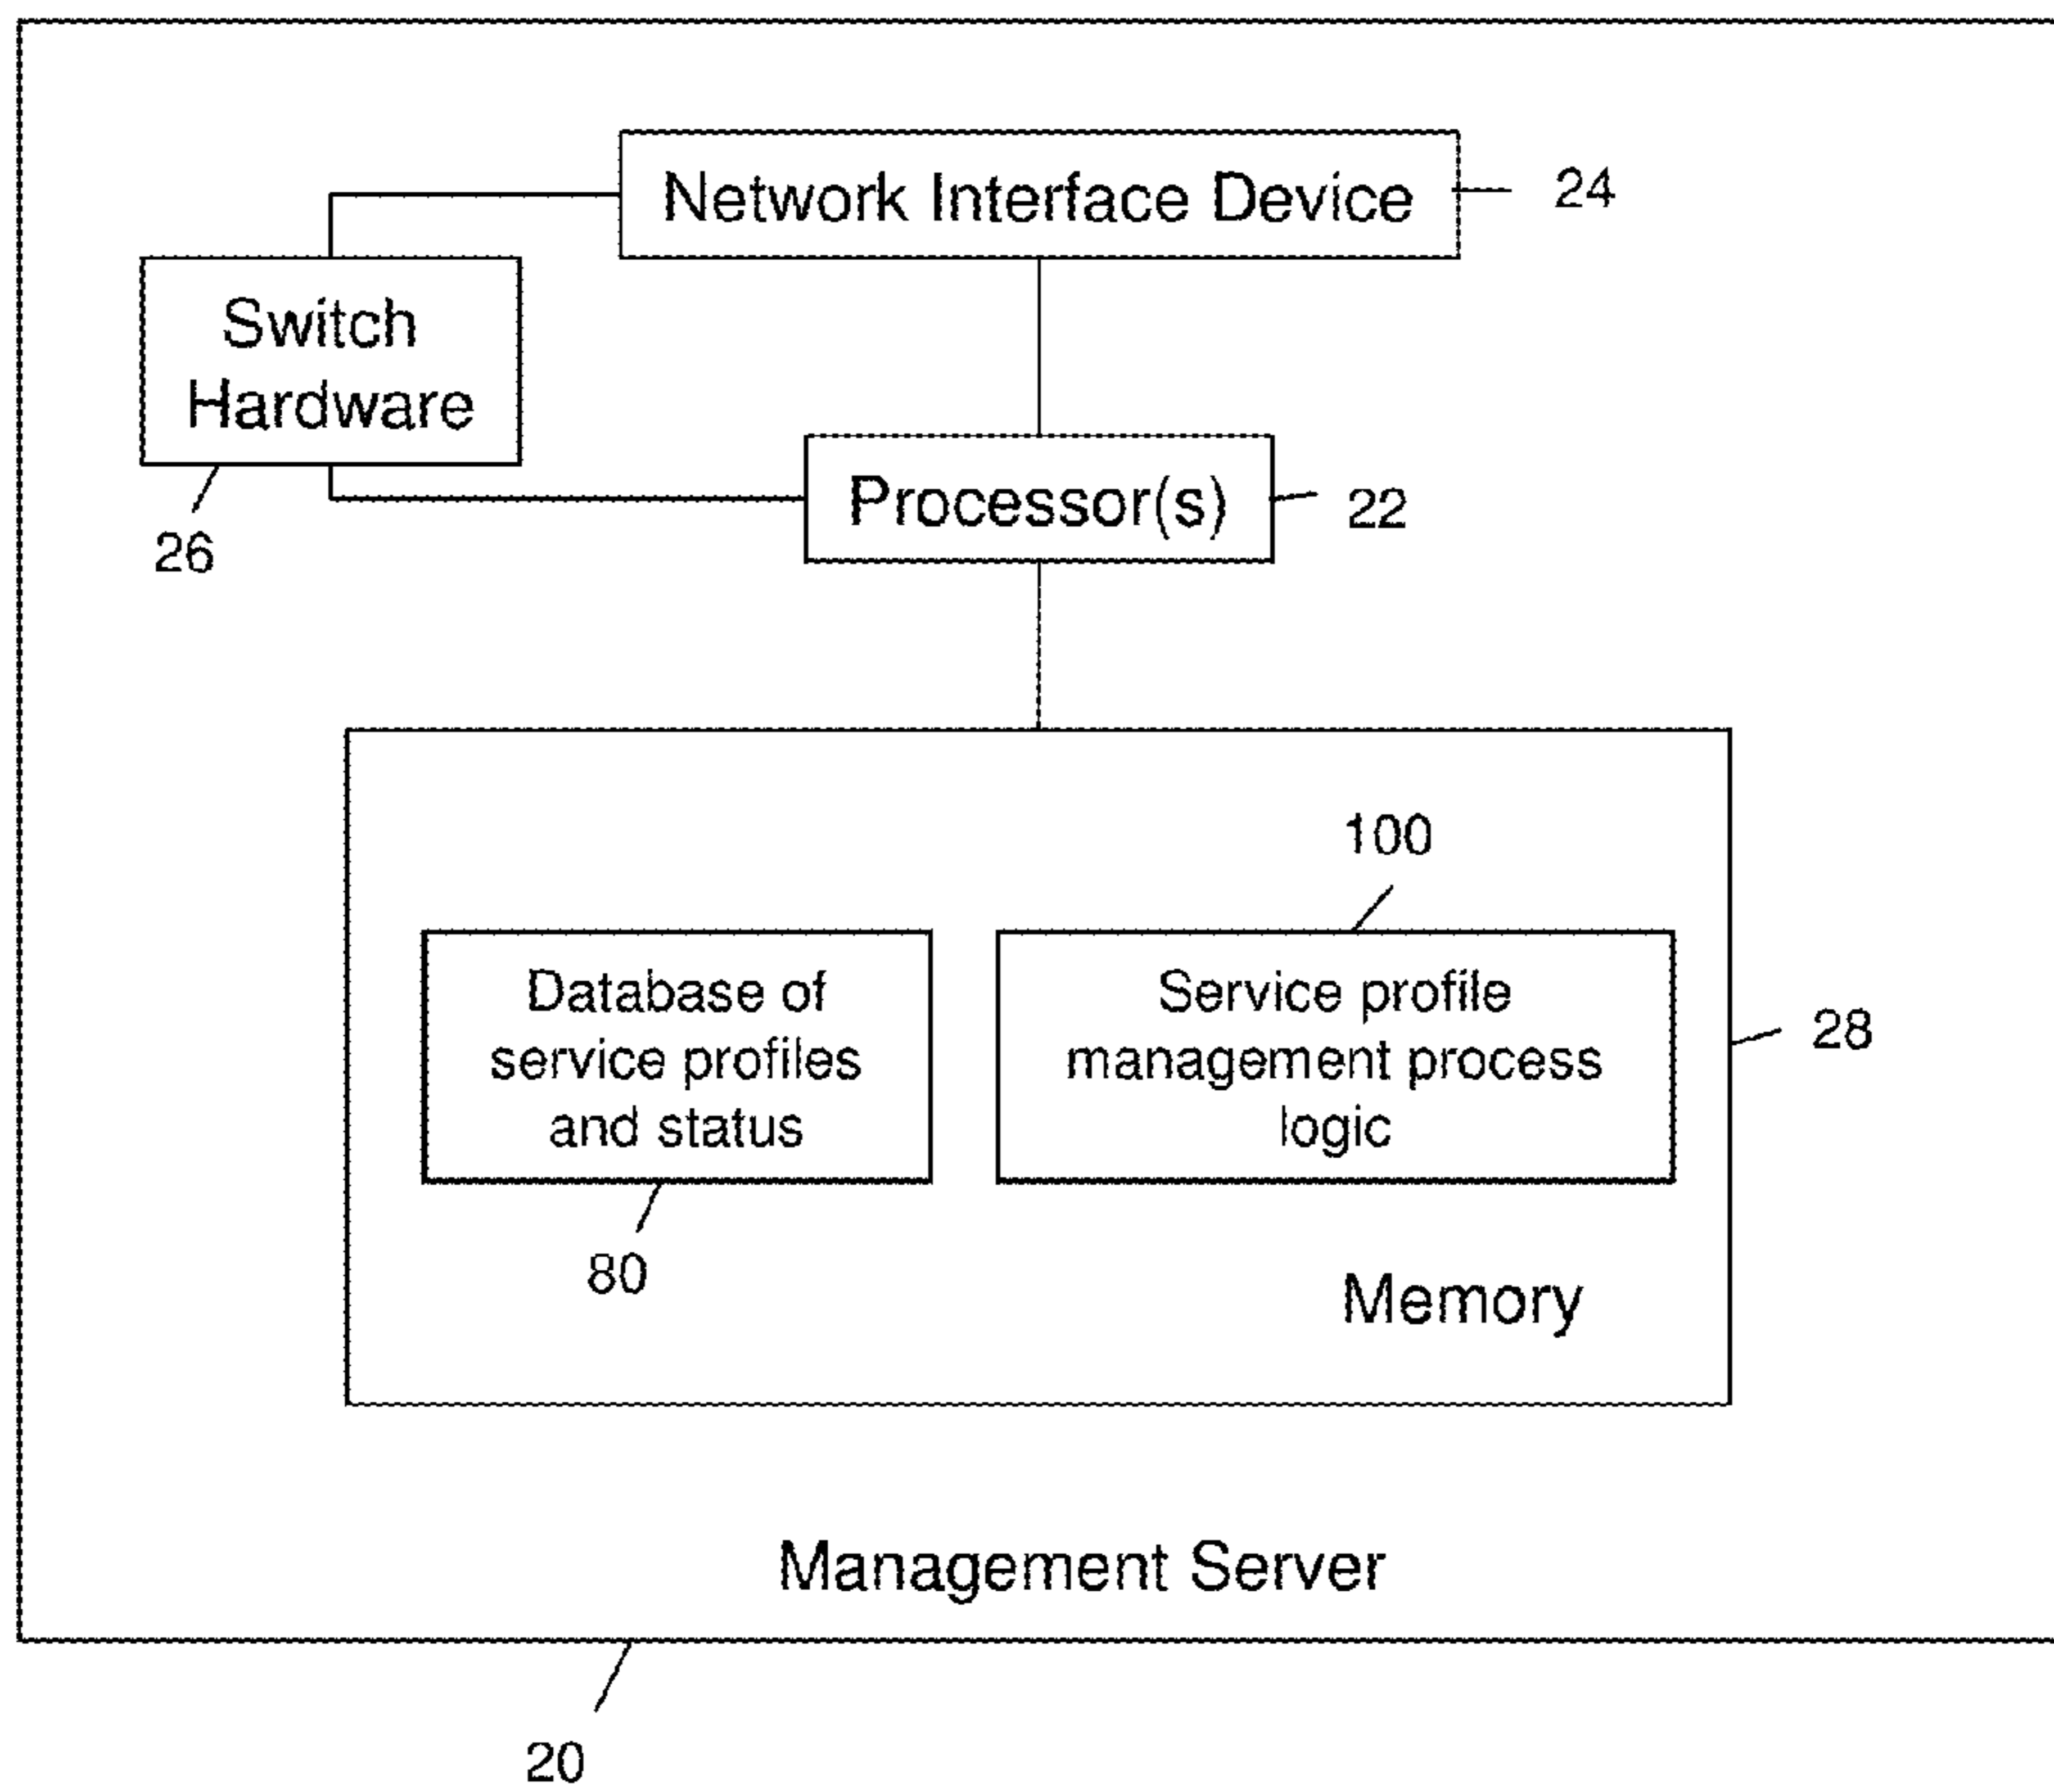 Network Interface Device
24
Switch
Hardware
26
Processor(s)
22
100
Database of
service profiles
and status
80
Service profile
management process
logic
28
Memory
Management Server
20